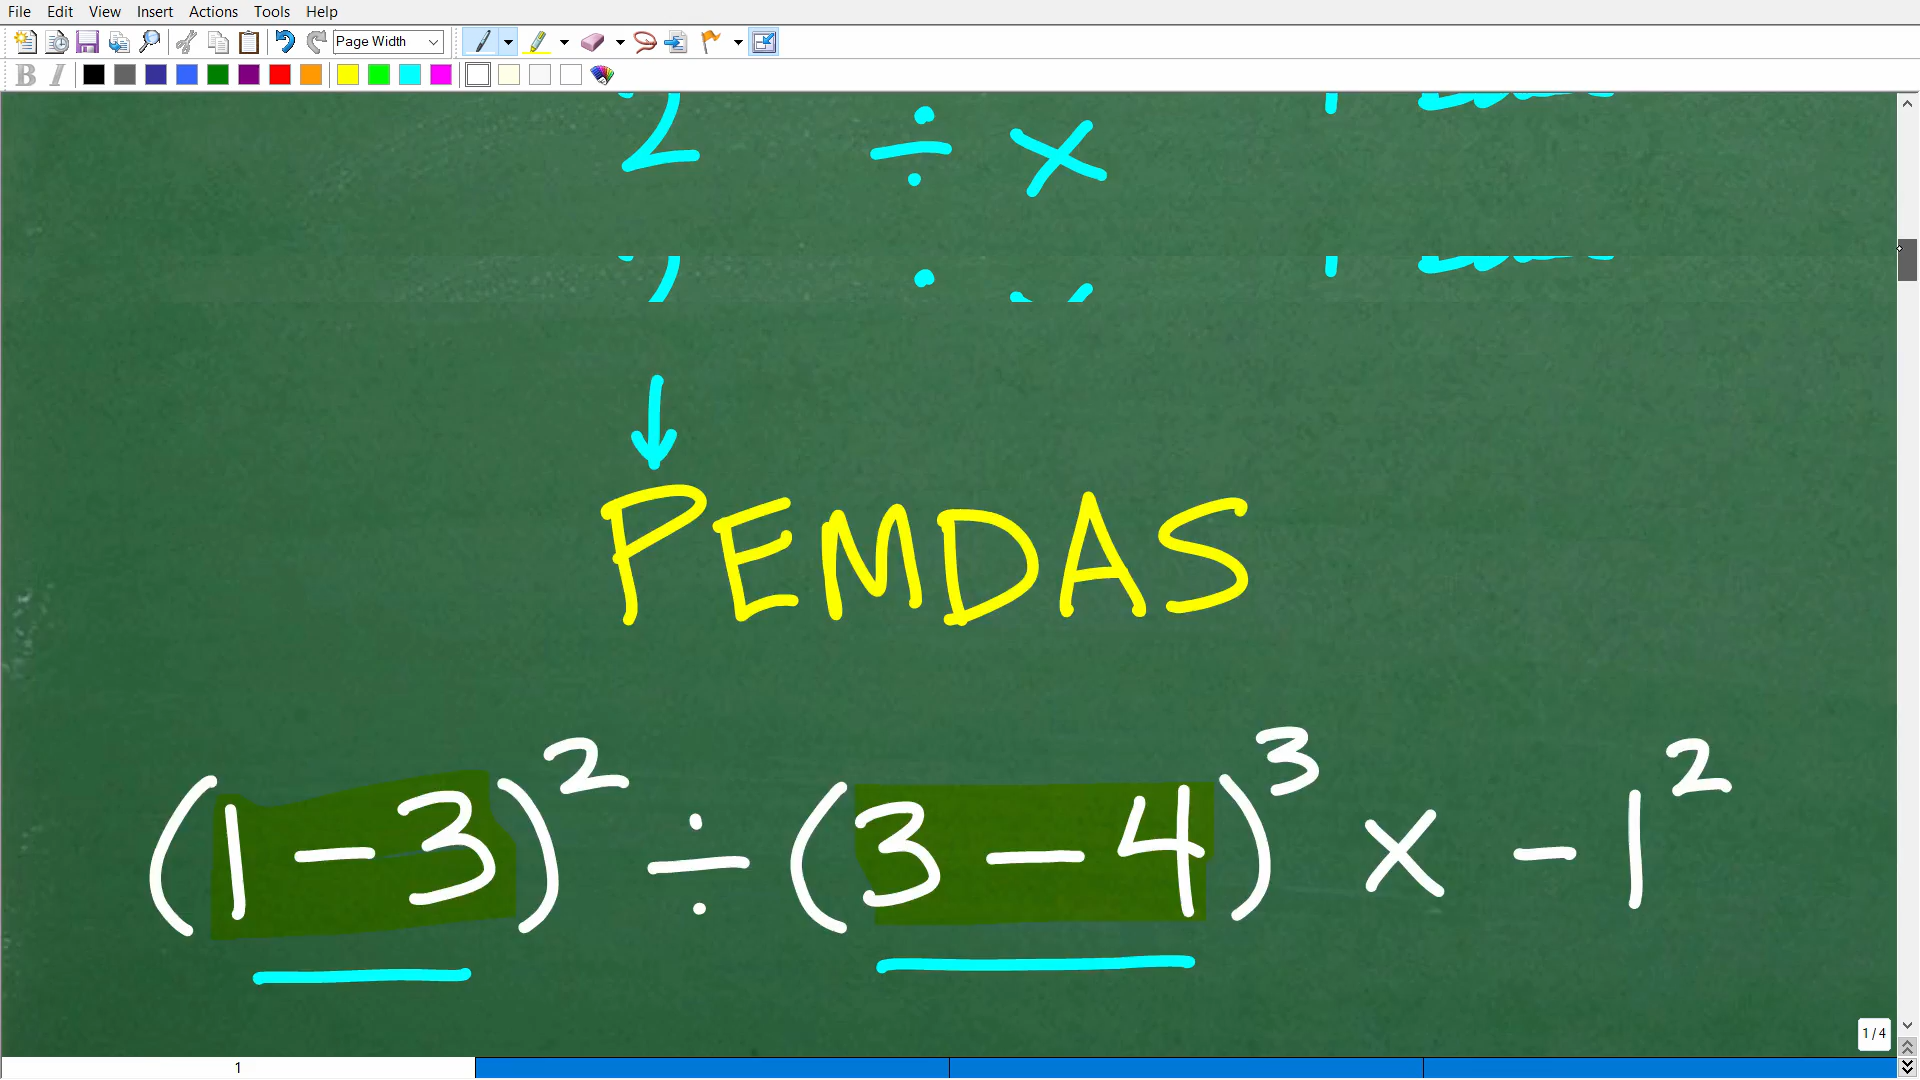 File Edit View Insert Actions Tools Help
Page Width
B I
2 ÷ ×
↓
PEMDAS
(1 - 3)² ÷ (3 - 4)³ × - 1²
1 / 4
1